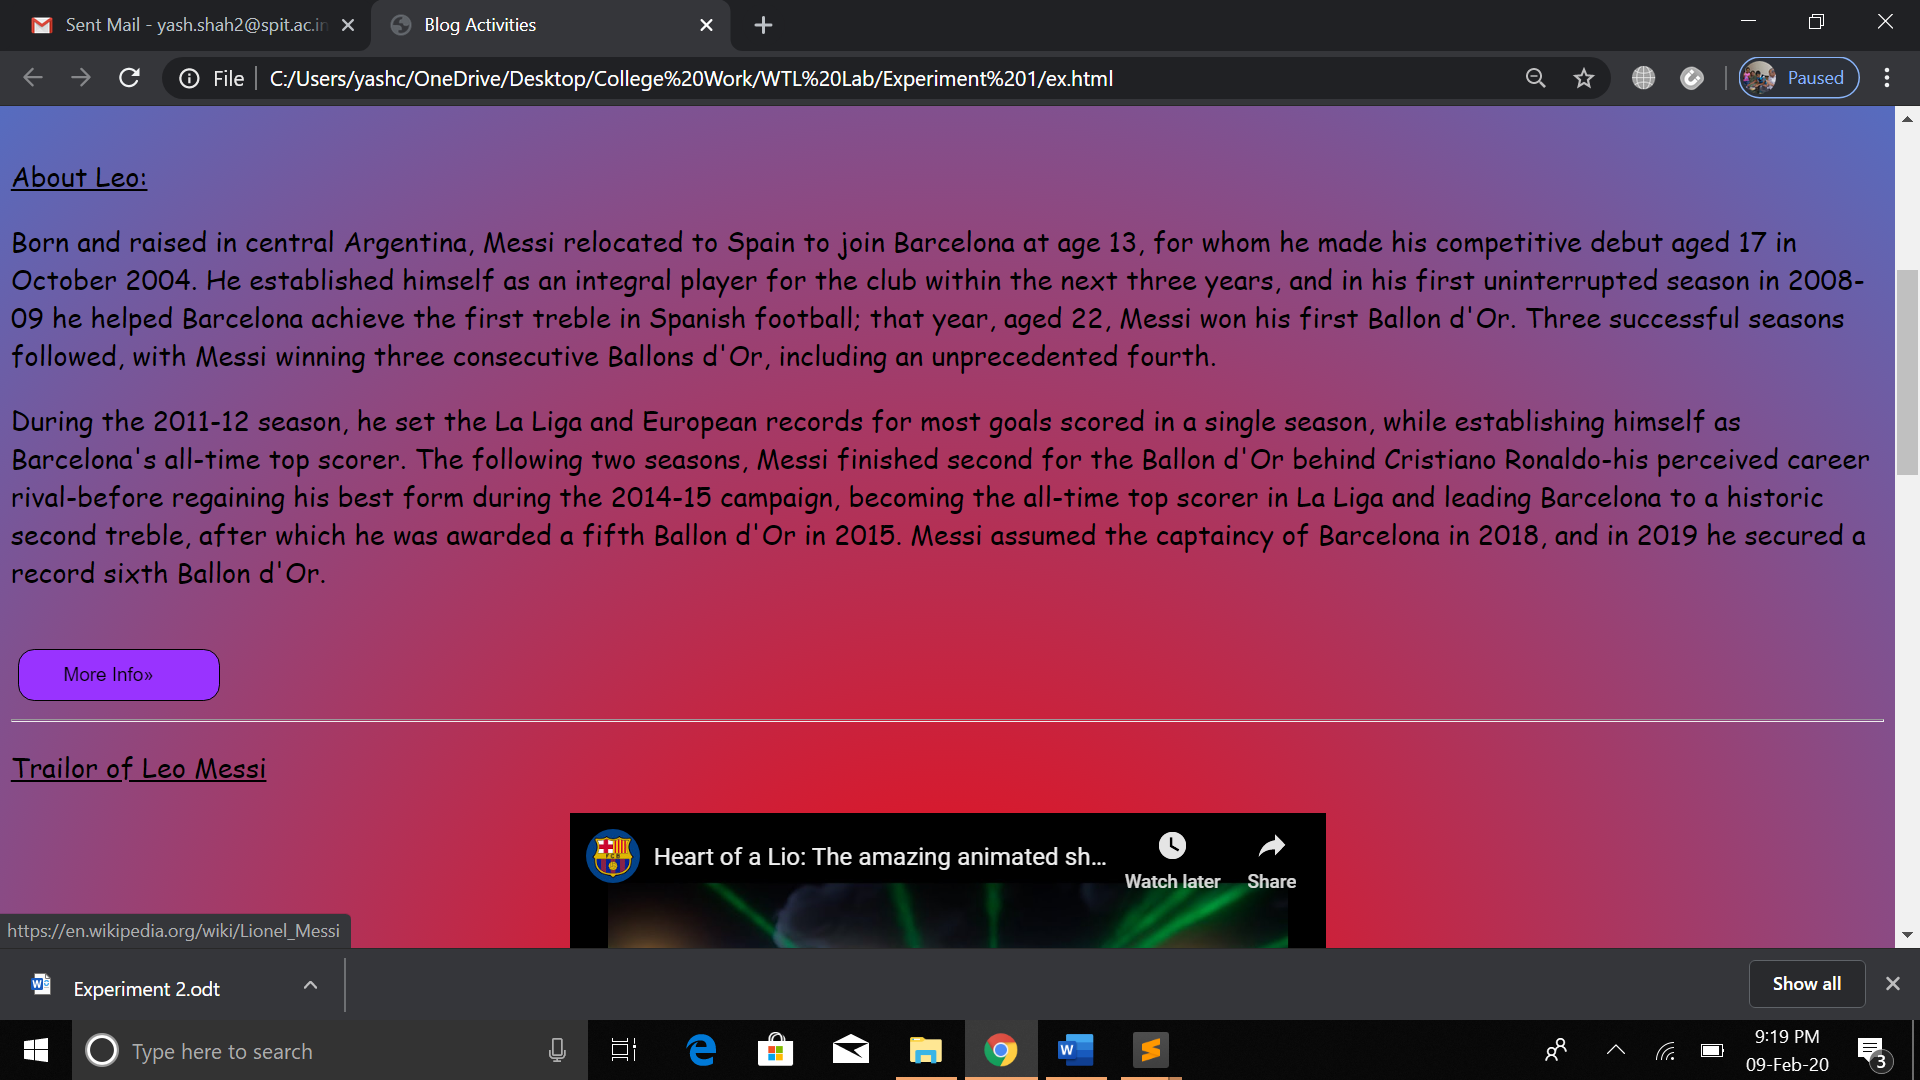 Sent Mail - yash.shah2@spit.ac.in
Blog Activities
File
C:/Users/yashc/OneDrive/Desktop/College%20Work/WTL%20Lab/Experiment%201/ex.html
Paused
About Leo:
Born and raised in central Argentina, Messi relocated to Spain to join Barcelona at age 13, for whom he made his competitive debut aged 17 in
October 2004. He established himself as an integral player for the club within the next three years, and in his first uninterrupted season in 2008-
09 he helped Barcelona achieve the first treble in Spanish football; that year, aged 22, Messi won his first Ballon d'Or. Three successful seasons
followed, with Messi winning three consecutive Ballons d'Or, including an unprecedented fourth.
During the 2011-12 season, he set the La Liga and European records for most goals scored in a single season, while establishing himself as
Barcelona's all-time top scorer. The following two seasons, Messi finished second for the Ballon d'Or behind Cristiano Ronaldo-his perceived career
rival-before regaining his best form during the 2014-15 campaign, becoming the all-time top scorer in La Liga and leading Barcelona to a historic
second treble, after which he was awarded a fifth Ballon d'Or in 2015. Messi assumed the captaincy of Barcelona in 2018, and in 2019 he secured a
record sixth Ballon d'Or.
More Info»
Trailor of Leo Messi
Heart of a Lio: The amazing animated sh...
Watch later
Share
https://en.wikipedia.org/wiki/Lionel_Messi
Experiment 2.odt
Show all
Type here to search
9:19 PM
09-Feb-20
3